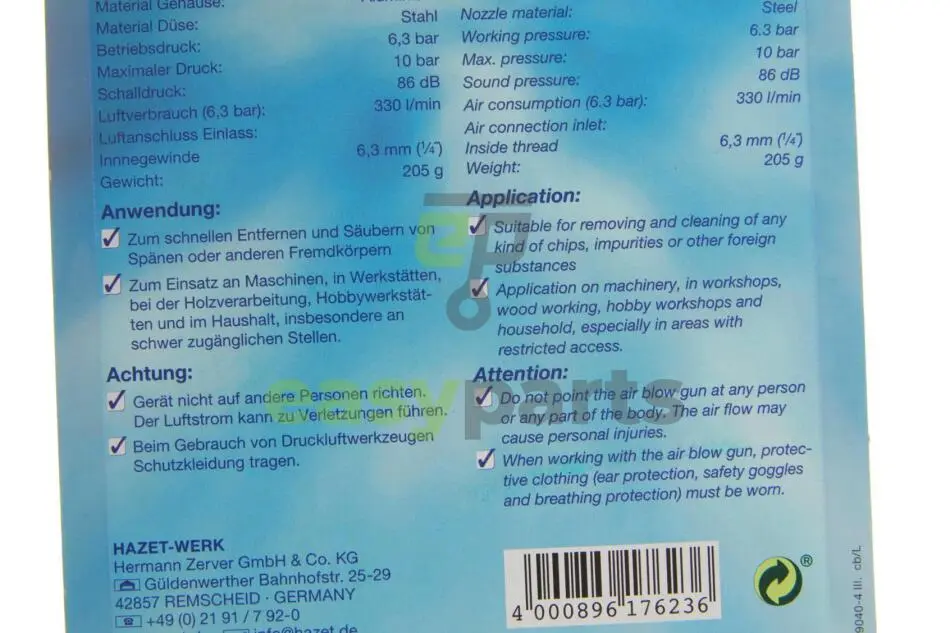 Material Gehäuse:
Material Düse: Stahl
Betriebsdruck: 6,3 bar
Maximaler Druck: 10 bar
Schalldruck: 86 dB
Luftverbrauch (6,3 bar): 330 l/min
Luftanschluss Einlass:
Innnegewinde 6,3 mm (¼")
Gewicht: 205 g
Anwendung:
Zum schnellen Entfernen und Säubern von
Spänen oder anderen Fremdkörpern
Zum Einsatz an Maschinen, in Werkstätten,
bei der Holzverarbeitung, Hobbywerkstät-
ten und im Haushalt, insbesondere an
schwer zugänglichen Stellen.
Achtung:
Gerät nicht auf andere Personen richten.
Der Luftstrom kann zu Verletzungen führen.
Beim Gebrauch von Druckluftwerkzeugen
Schutzkleidung tragen.
HAZET-WERK
Hermann Zerver GmbH & Co. KG
Güldenwerther Bahnhofstr. 25-29
42857 REMSCHEID · GERMANY
+49 (0) 21 91 / 7 92-0
info@hazet.de
Nozzle material: Steel
Working pressure: 6.3 bar
Max. pressure: 10 bar
Sound pressure: 86 dB
Air consumption (6.3 bar): 330 l/min
Air connection inlet:
Inside thread 6,3 mm (¼")
Weight: 205 g
Application:
Suitable for removing and cleaning of any
kind of chips, impurities or other foreign
substances
Application on machinery, in workshops,
wood working, hobby workshops and
household, especially in areas with
restricted access.
Attention:
Do not point the air blow gun at any person
or any part of the body. The air flow may
cause personal injuries.
When working with the air blow gun, protec-
tive clothing (ear protection, safety goggles
and breathing protection) must be worn.
4 000896 176236
®
9040-4 III. cb/L
easyparts